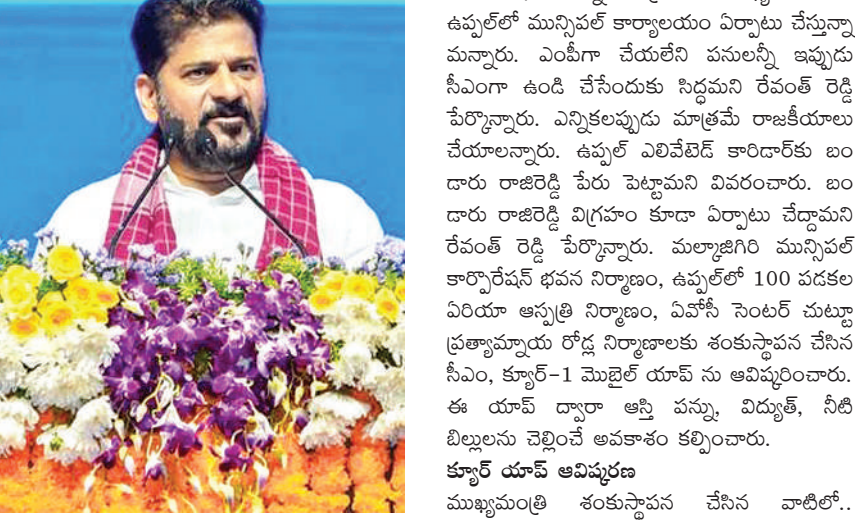 ఉప్పల్‌లో మున్సిపల్ కార్యాలయం ఏర్పాటు చేస్తున్నా
మన్నారు. ఎంపీగా చేయలేని పనులన్నీ ఇప్పుడు
సీఎంగా ఉండి చేసేందుకు సిద్ధమని రేవంత్ రెడ్డి
పేర్కొన్నారు. ఎన్నికలప్పుడు మాత్రమే రాజకీయాలు
చేయాలన్నారు. ఉప్పల్ ఎలివేటెడ్ కారిడార్‌కు బం
డారు రాజిరెడ్డి పేరు పెట్టామని వివరంచారు. బం
డారు రాజిరెడ్డి విగ్రహం కూడా ఏర్పాటు చేద్దామని
రేవంత్ రెడ్డి పేర్కొన్నారు. మల్కాజిగిరి మున్సిపల్
కార్పొరేషన్ భవన నిర్మాణం, ఉప్పల్‌లో 100 పడకల
ఏరియా ఆస్పత్రి నిర్మాణం, ఏవోసీ సెంటర్ చుట్టూ
ప్రత్యామ్నాయ రోడ్ల నిర్మాణాలకు శంకుస్థాపన చేసిన
సీఎం, క్యూర్-1 మొబైల్ యాప్ ను ఆవిష్కరించారు.
ఈ యాప్ ద్వారా ఆస్తి పన్ను, విద్యుత్, నీటి
బిల్లులను చెల్లించే అవకాశం కల్పించారు.
క్యూర్ యాప్ ఆవిష్కరణ
ముఖ్యమంత్రి శంకుస్థాపన చేసిన వాటిలో..